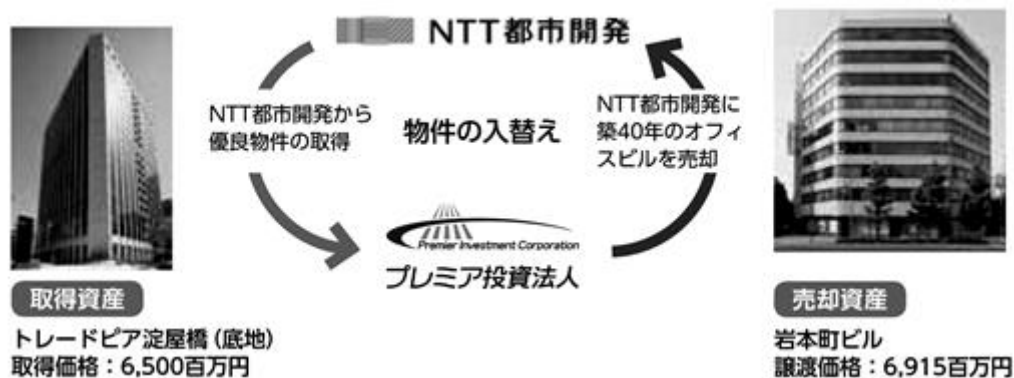 NTT都市開発
NTT都市開発から
優良物件の取得
物件の入替え
NTT都市開発に
築40年のオフィ
スビルを売却
Premier Investment Corporation
プレミア投資法人
取得資産
トレードピア淀屋橋(底地)
取得価格:6,500百万円
売却資産
岩本町ビル
譲渡価格:6,915百万円